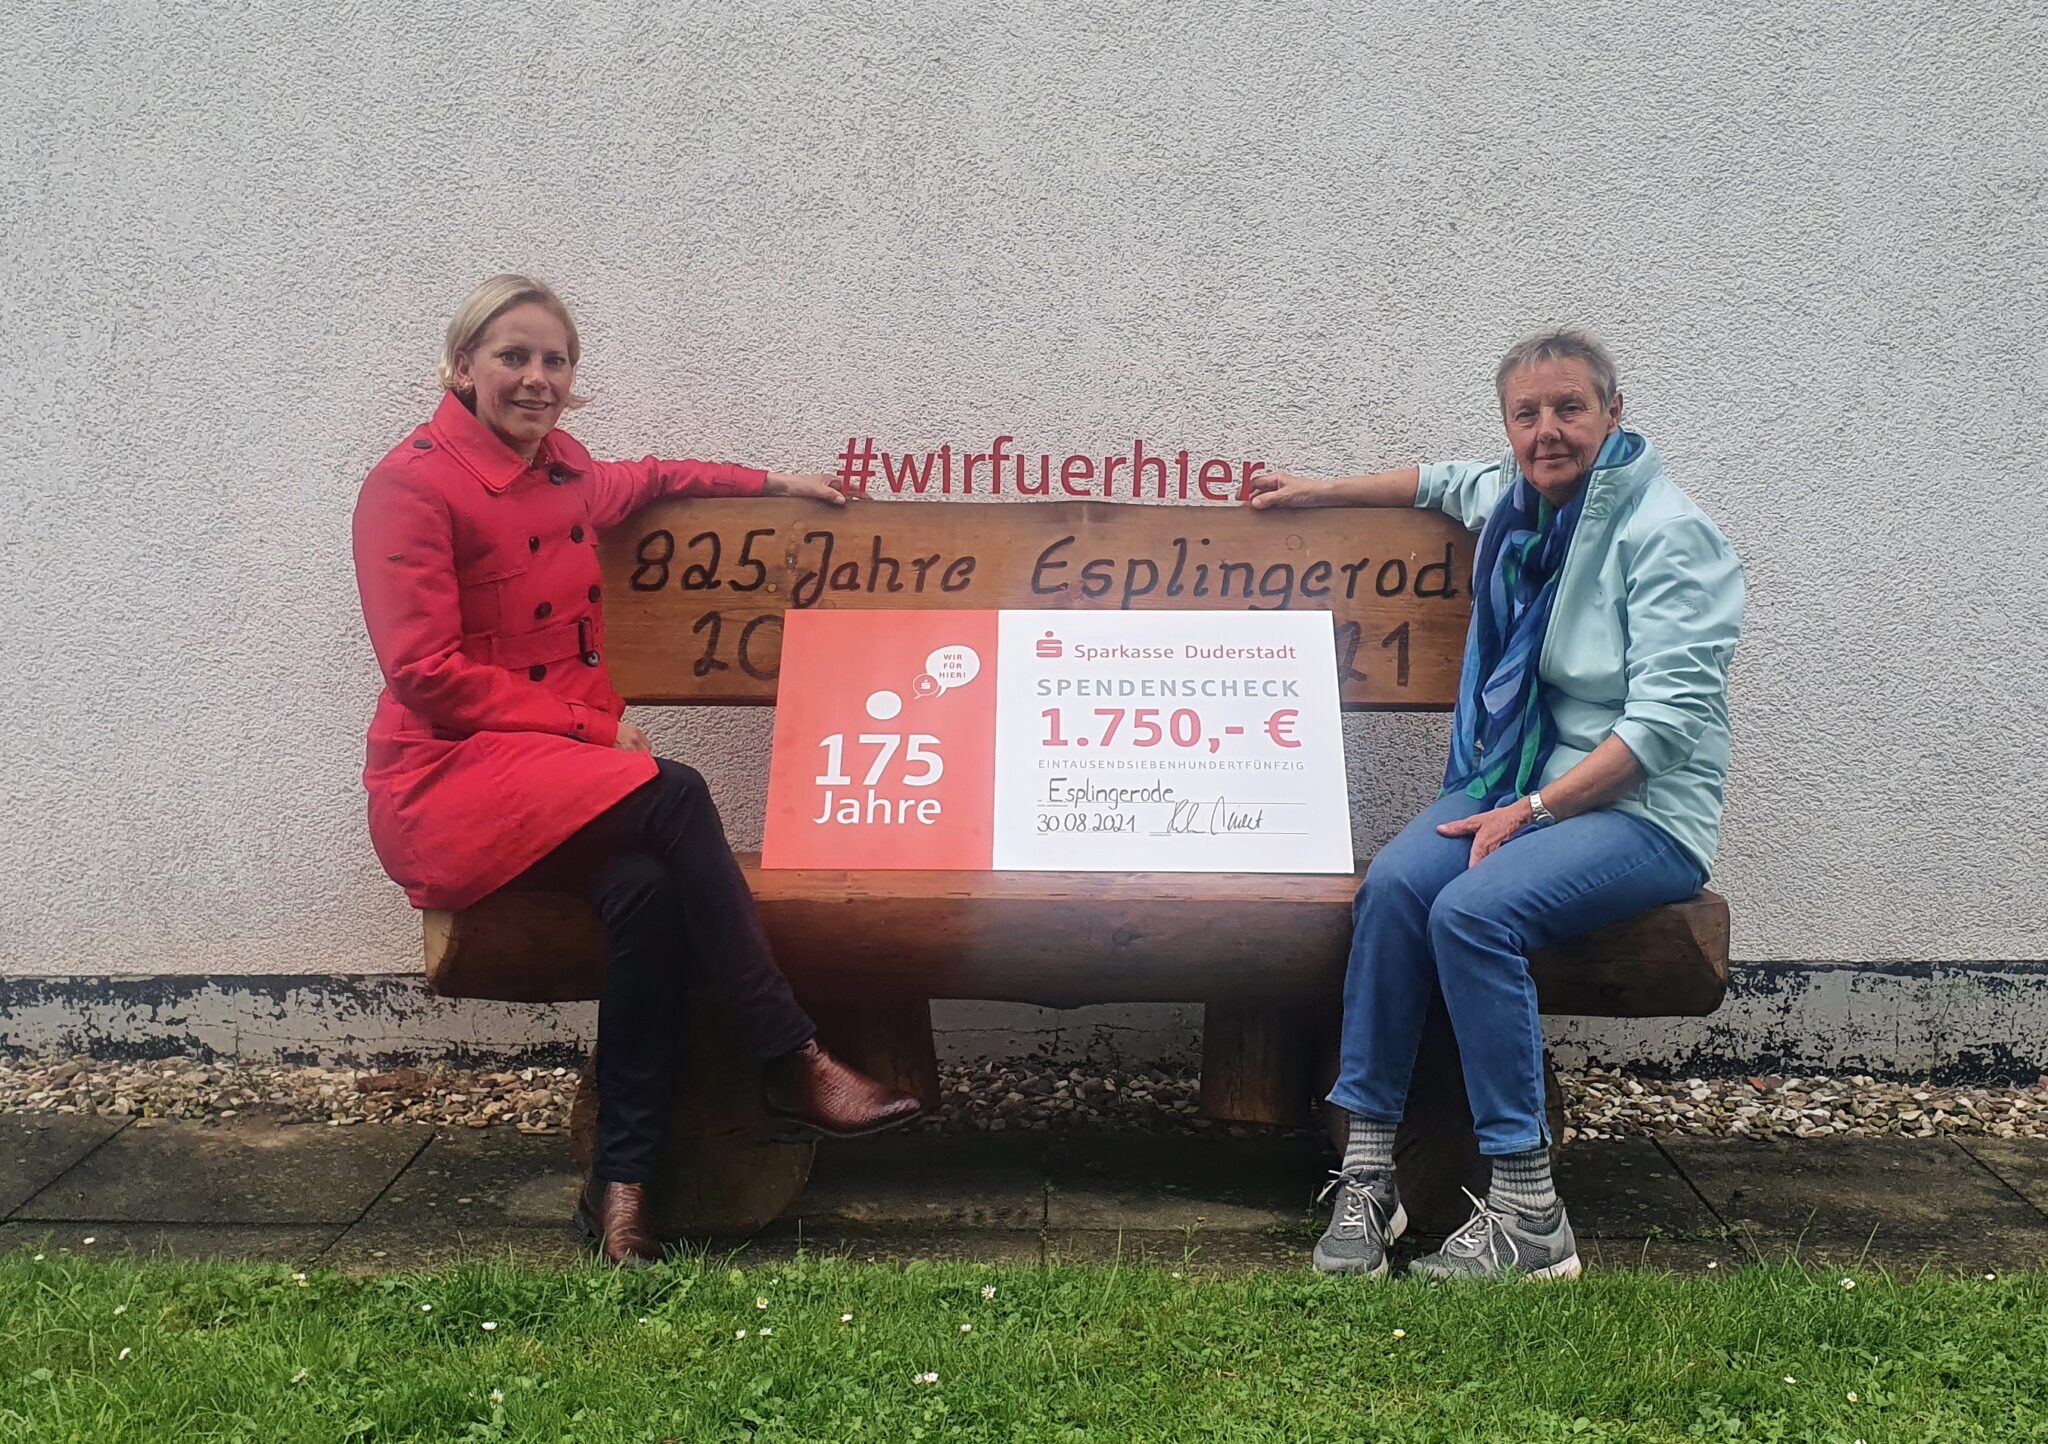 #wirfuerhier
825 Jahre Esplingerode
20 21
WIR
FÜR
HIER!
175
Jahre
Sparkasse Duderstadt
SPENDENSCHECK
1.750,- €
EINTAUSENDSIEBENHUNDERTFÜNFZIG
Esplingerode
30.08.2021